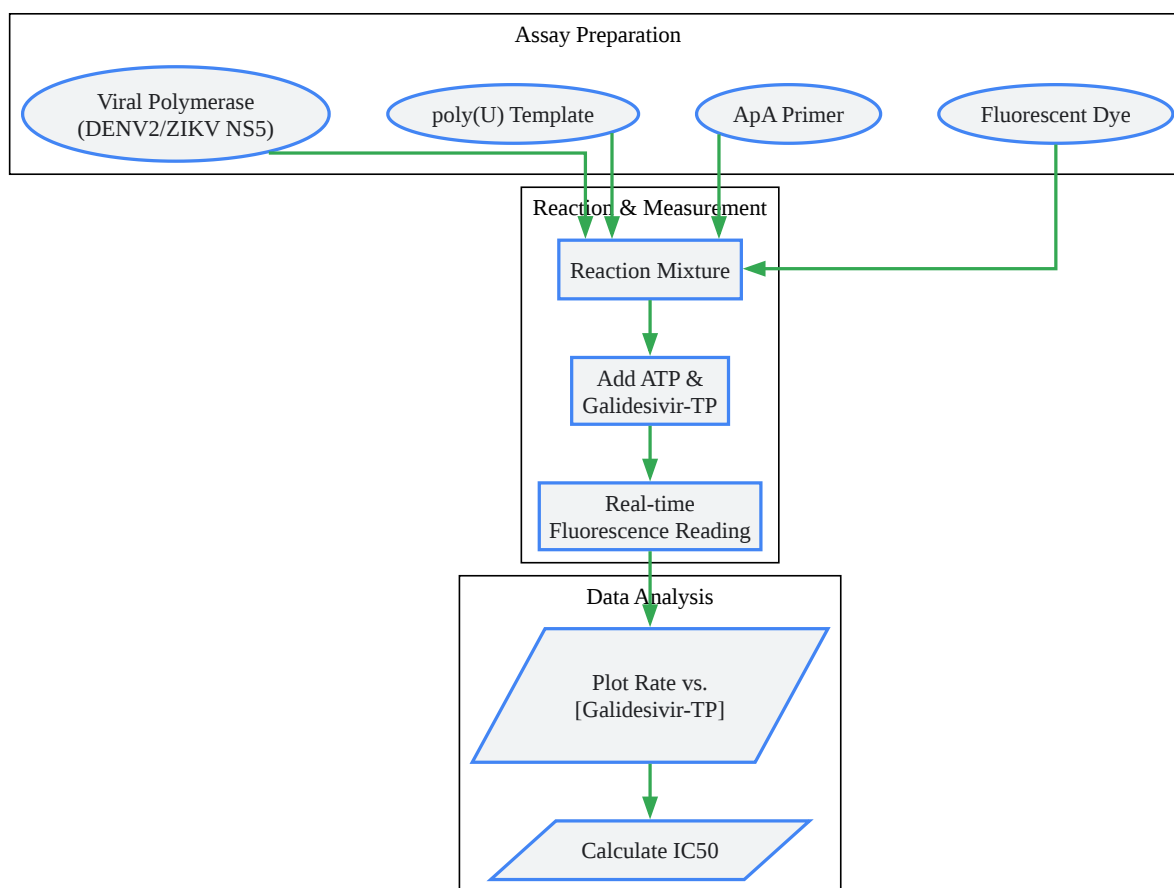 Assay Preparation
Viral Polymerase
(DENV2/ZIKV NS5)
poly(U) Template
ApA Primer
Fluorescent Dye
Reaction & Measurement
Reaction Mixture
Add ATP &
Galidesivir-TP
Real-time
Fluorescence Reading
Data Analysis
Plot Rate vs.
[Galidesivir-TP]
Calculate IC50